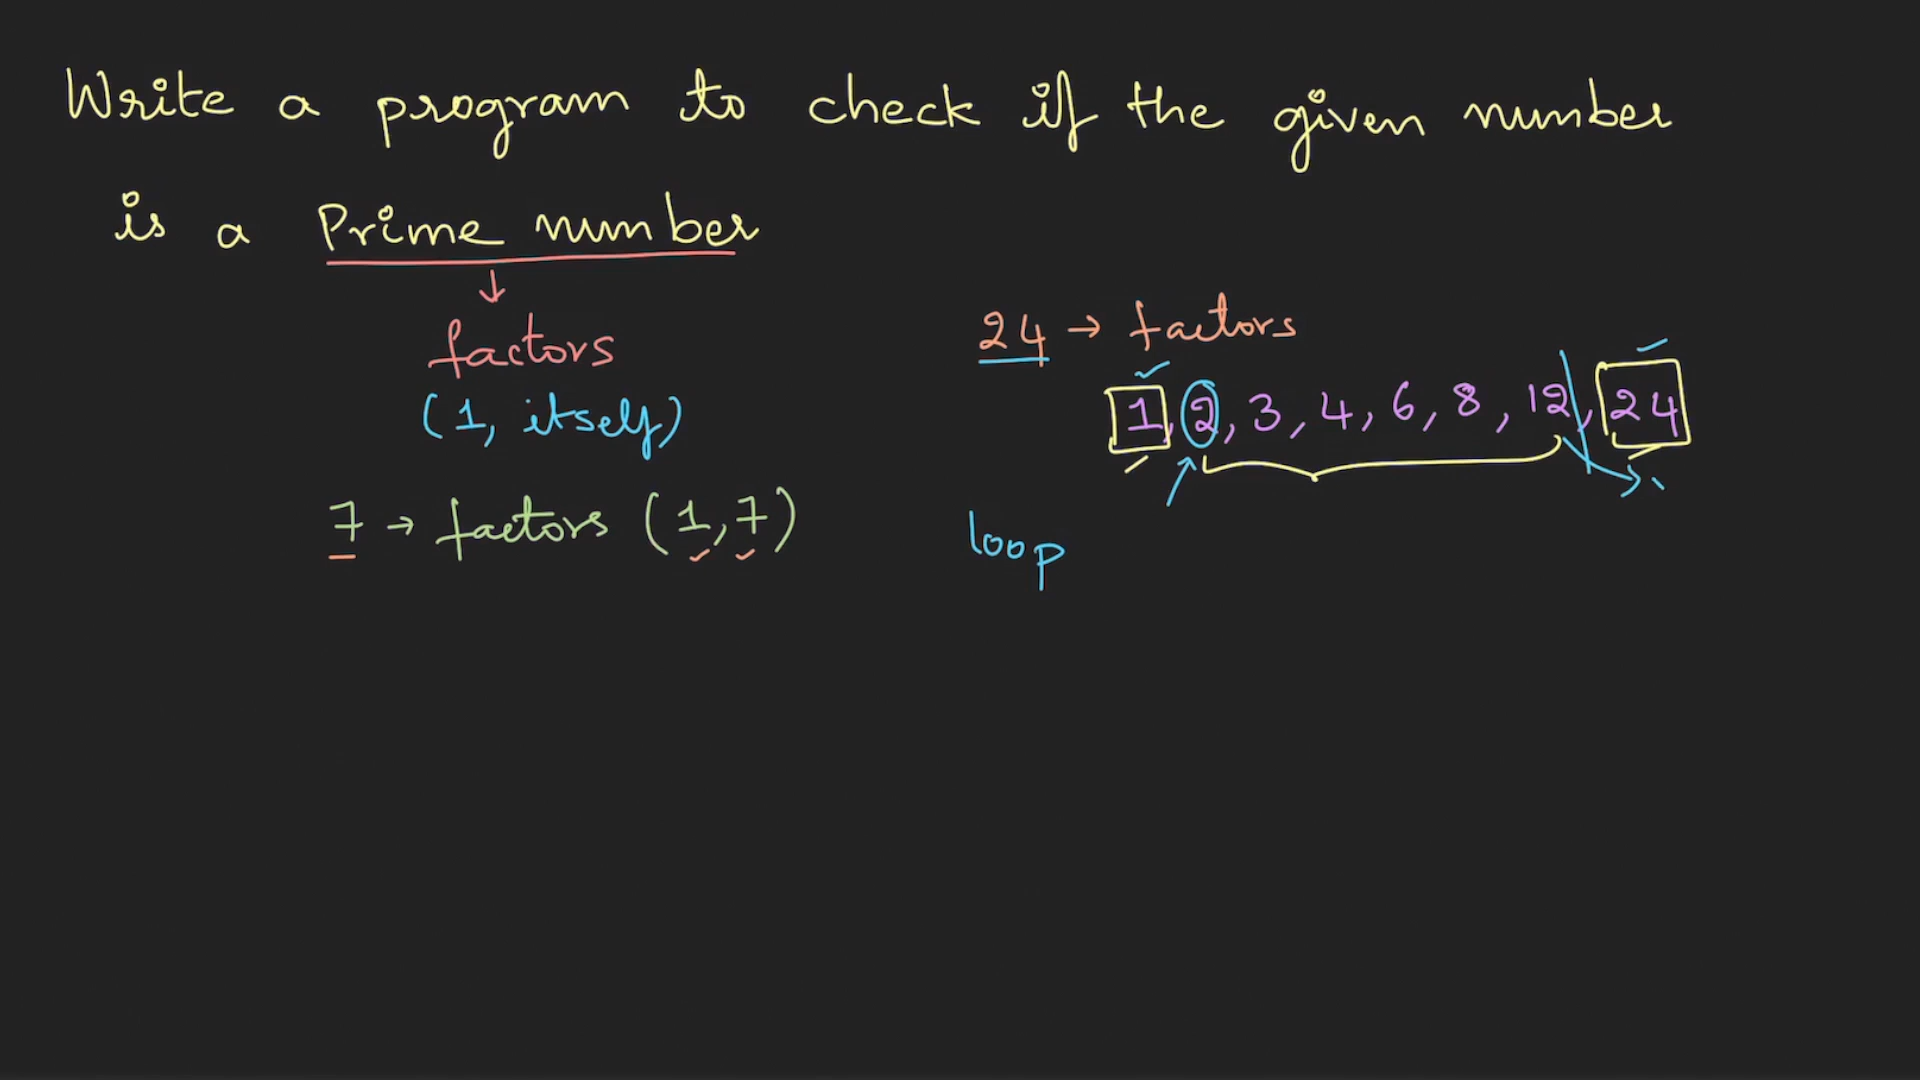 Write a program to check if the given number
is a Prime number
↓
factors
(1, itself)
7 → factors (1,7)
24 → factors
1, 2, 3, 4, 6, 8, 12, 24
loop